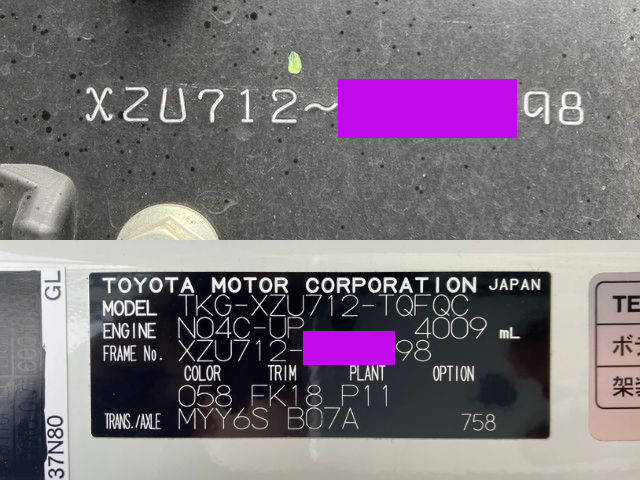 XZU712~ 98
TOYOTA MOTOR CORPORATION JAPAN
MODEL TKG-XZU712-TQFQC
ENGINE N04C-UP 4009 mL
FRAME No. XZU712- 98
COLOR TRIM PLANT OPTION
058 FK18 P11
TRANS./AXLE MYY6S B07A 758
GL
37N80
TE
ボデ
架装